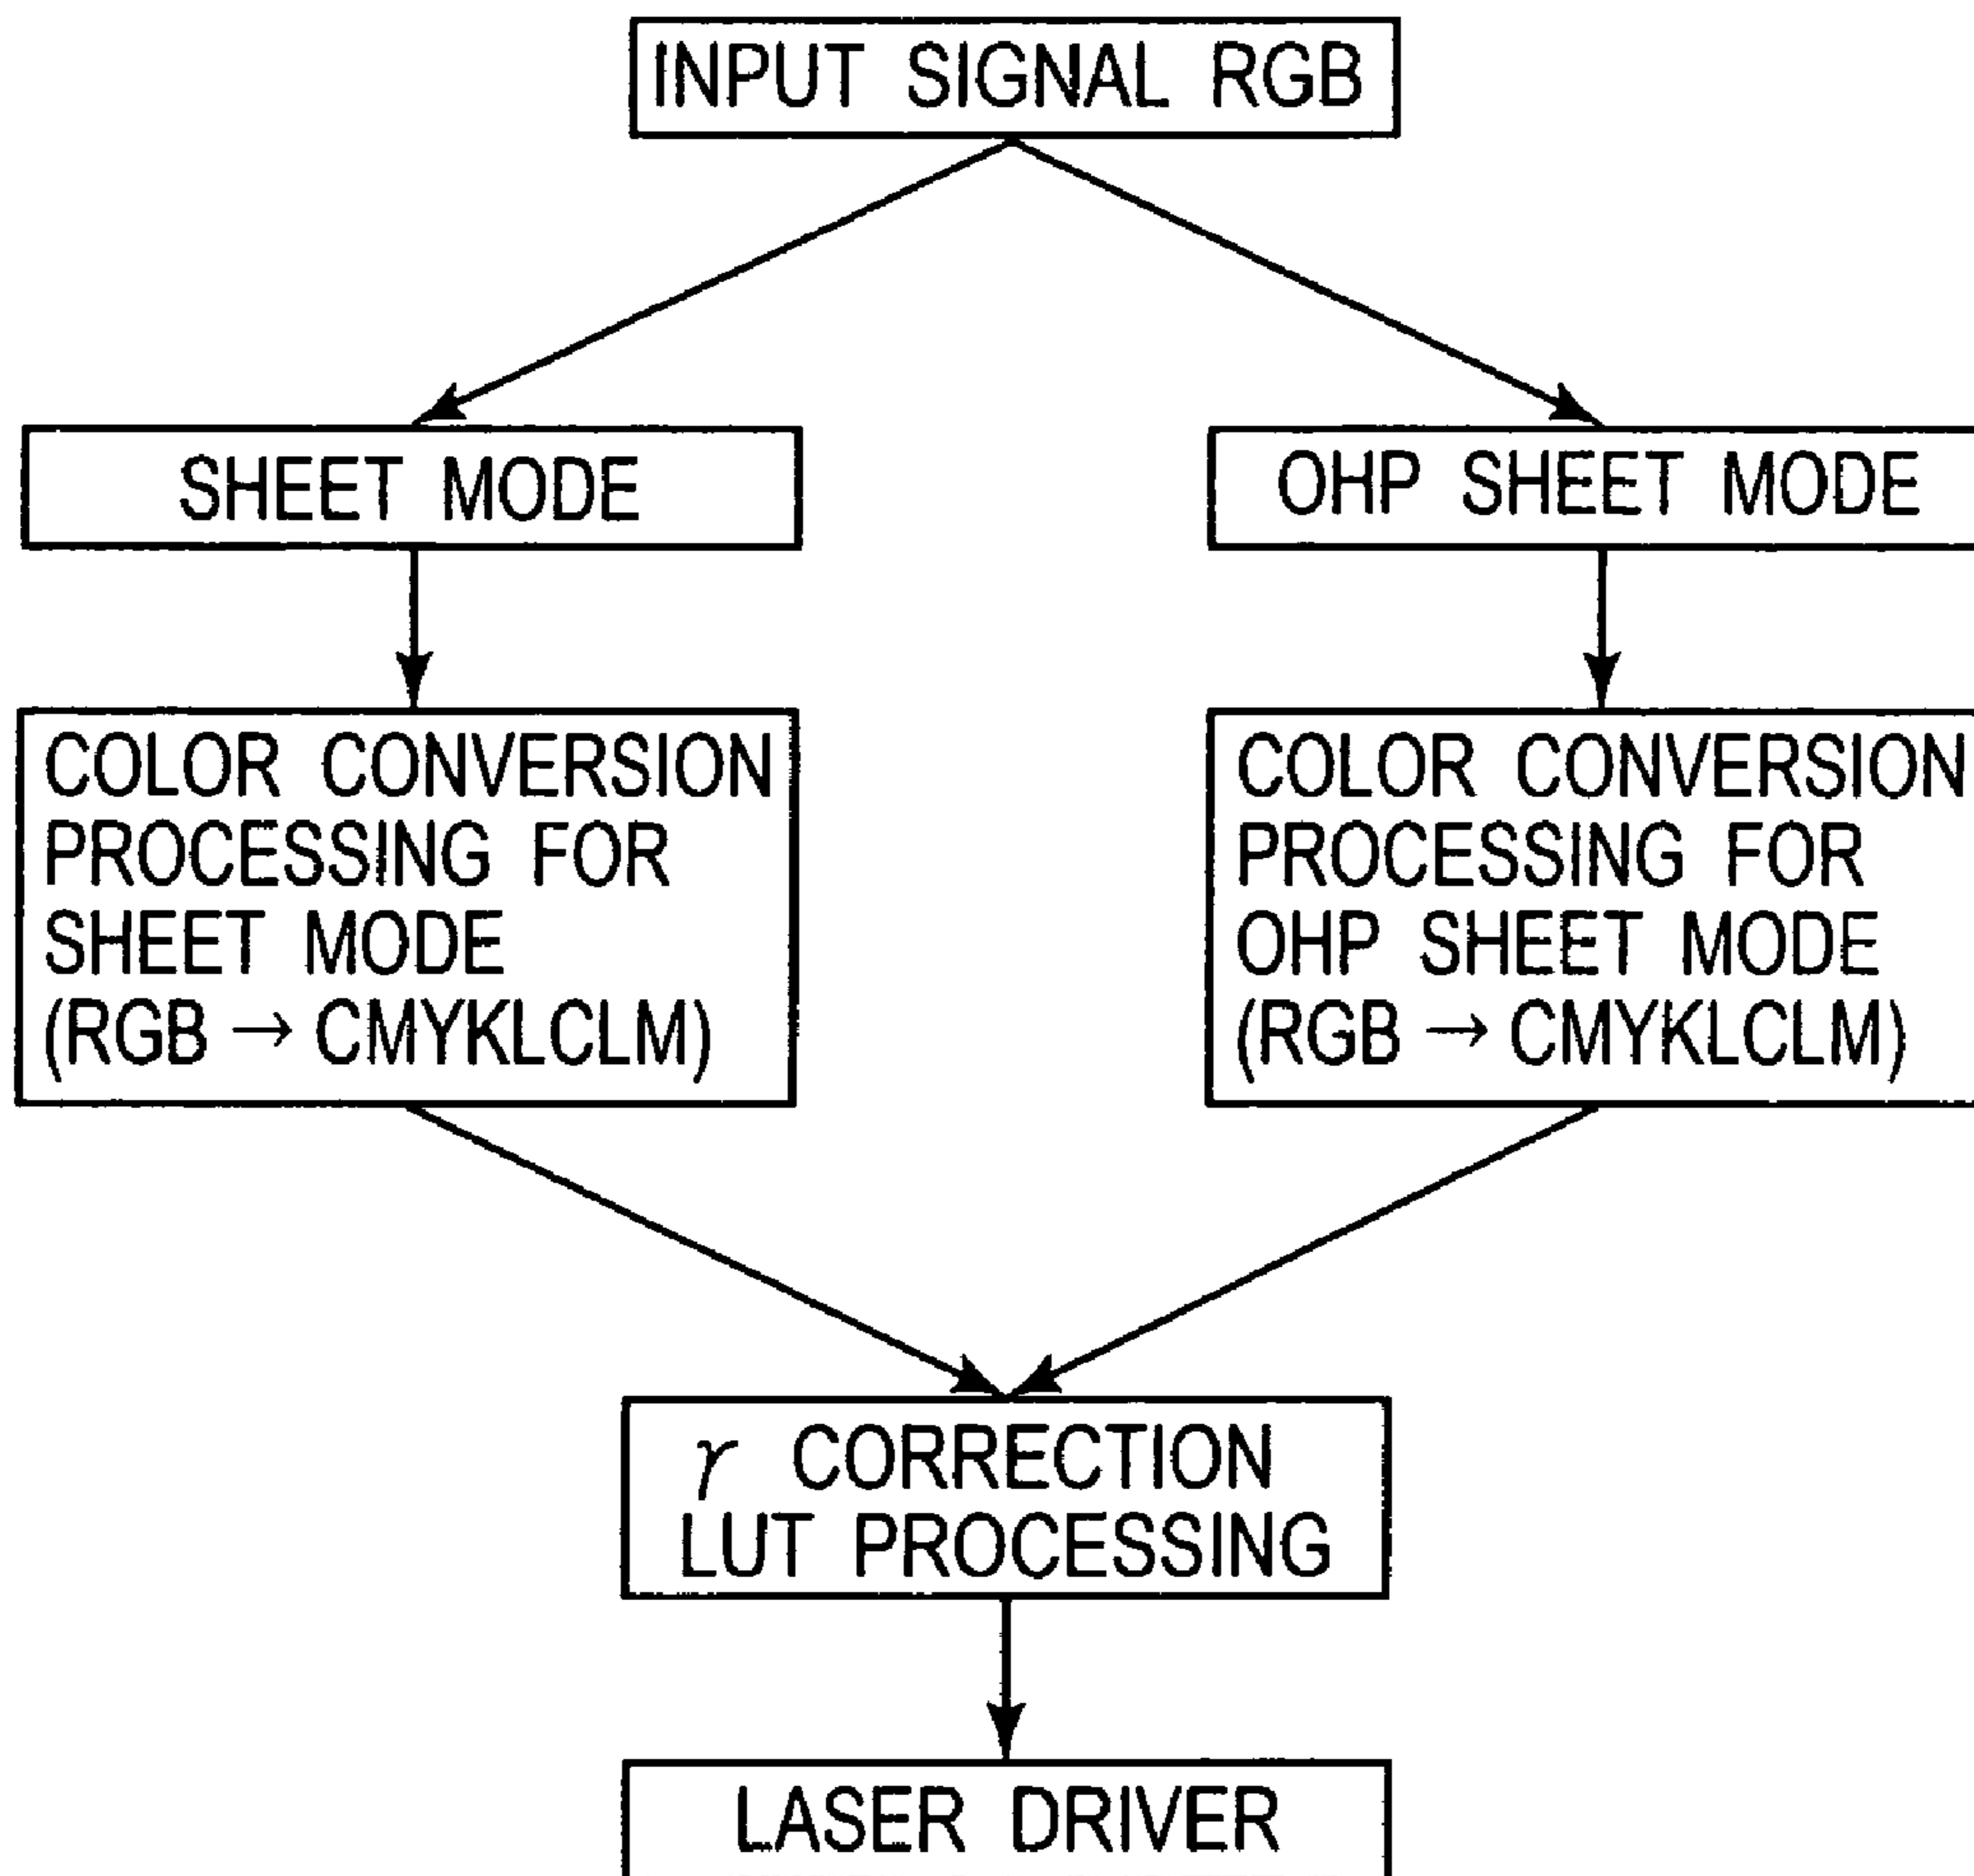 INPUT SIGNAL RGB
SHEET MODE
OHP SHEET MODE
COLOR CONVERSION
PROCESSING FOR
SHEET MODE
(RGB → CMYKLCLM)
COLOR CONVERSION
PROCESSING FOR
OHP SHEET MODE
(RGB → CMYKLCLM)
γ CORRECTION
LUT PROCESSING
LASER DRIVER